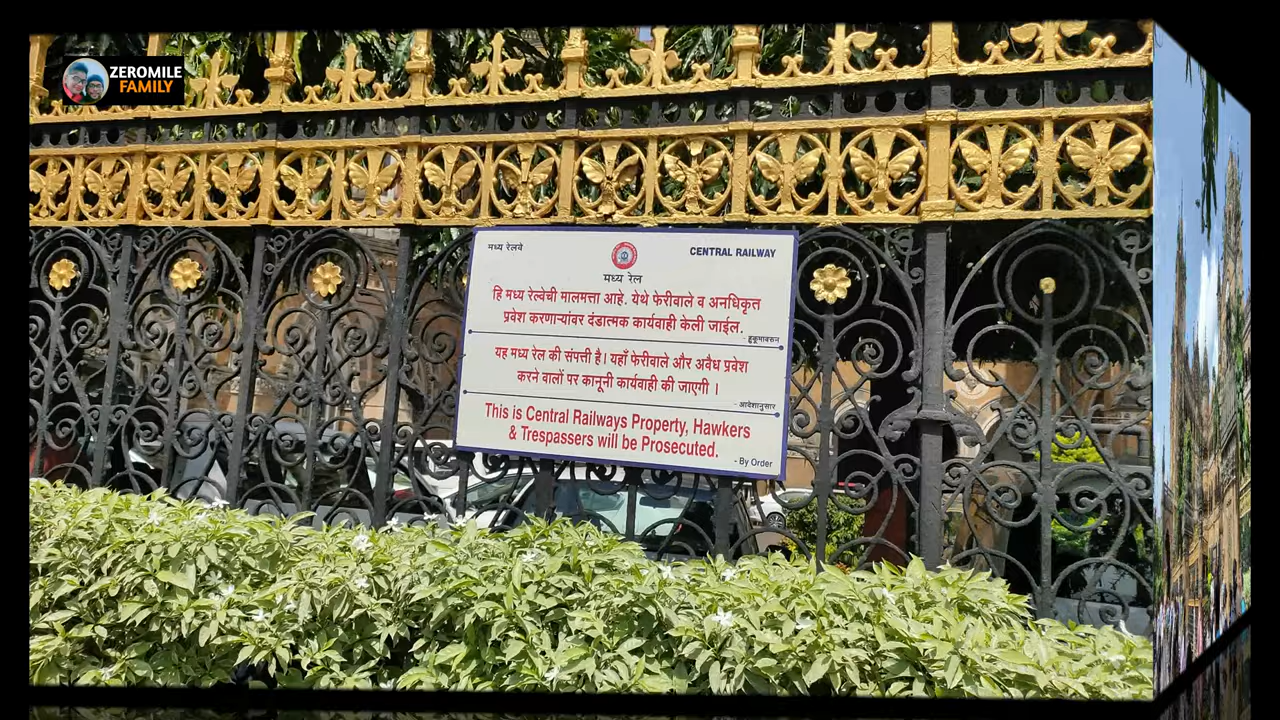 ZEROMILE
FAMILY
मध्य रेलवे
CENTRAL RAILWAY
मध्य रेल
हि मध्य रेल्वेची मालमत्ता आहे. येथे फेरीवाले व अनधिकृत
प्रवेश करणाऱ्यांवर दंडात्मक कार्यवाही केली जाईल.
- हुकूमावरुन
यह मध्य रेल की संपत्ती है। यहाँ फेरीवाले और अवैध प्रवेश
करने वालों पर कानूनी कार्यवाही की जाएगी ।
- आदेशानुसार
This is Central Railways Property, Hawkers
& Trespassers will be Prosecuted.
- By Order